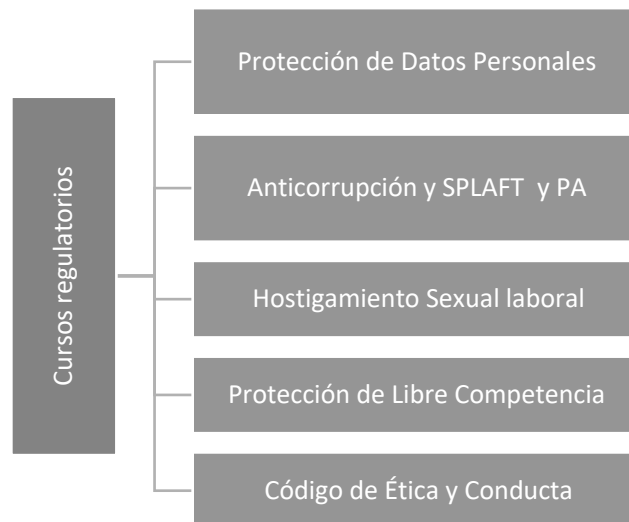 Cursos regulatorios
Protección de Datos Personales
Anticorrupción y SPLAFT y PA
Hostigamiento Sexual laboral
Protección de Libre Competencia
Código de Ética y Conducta